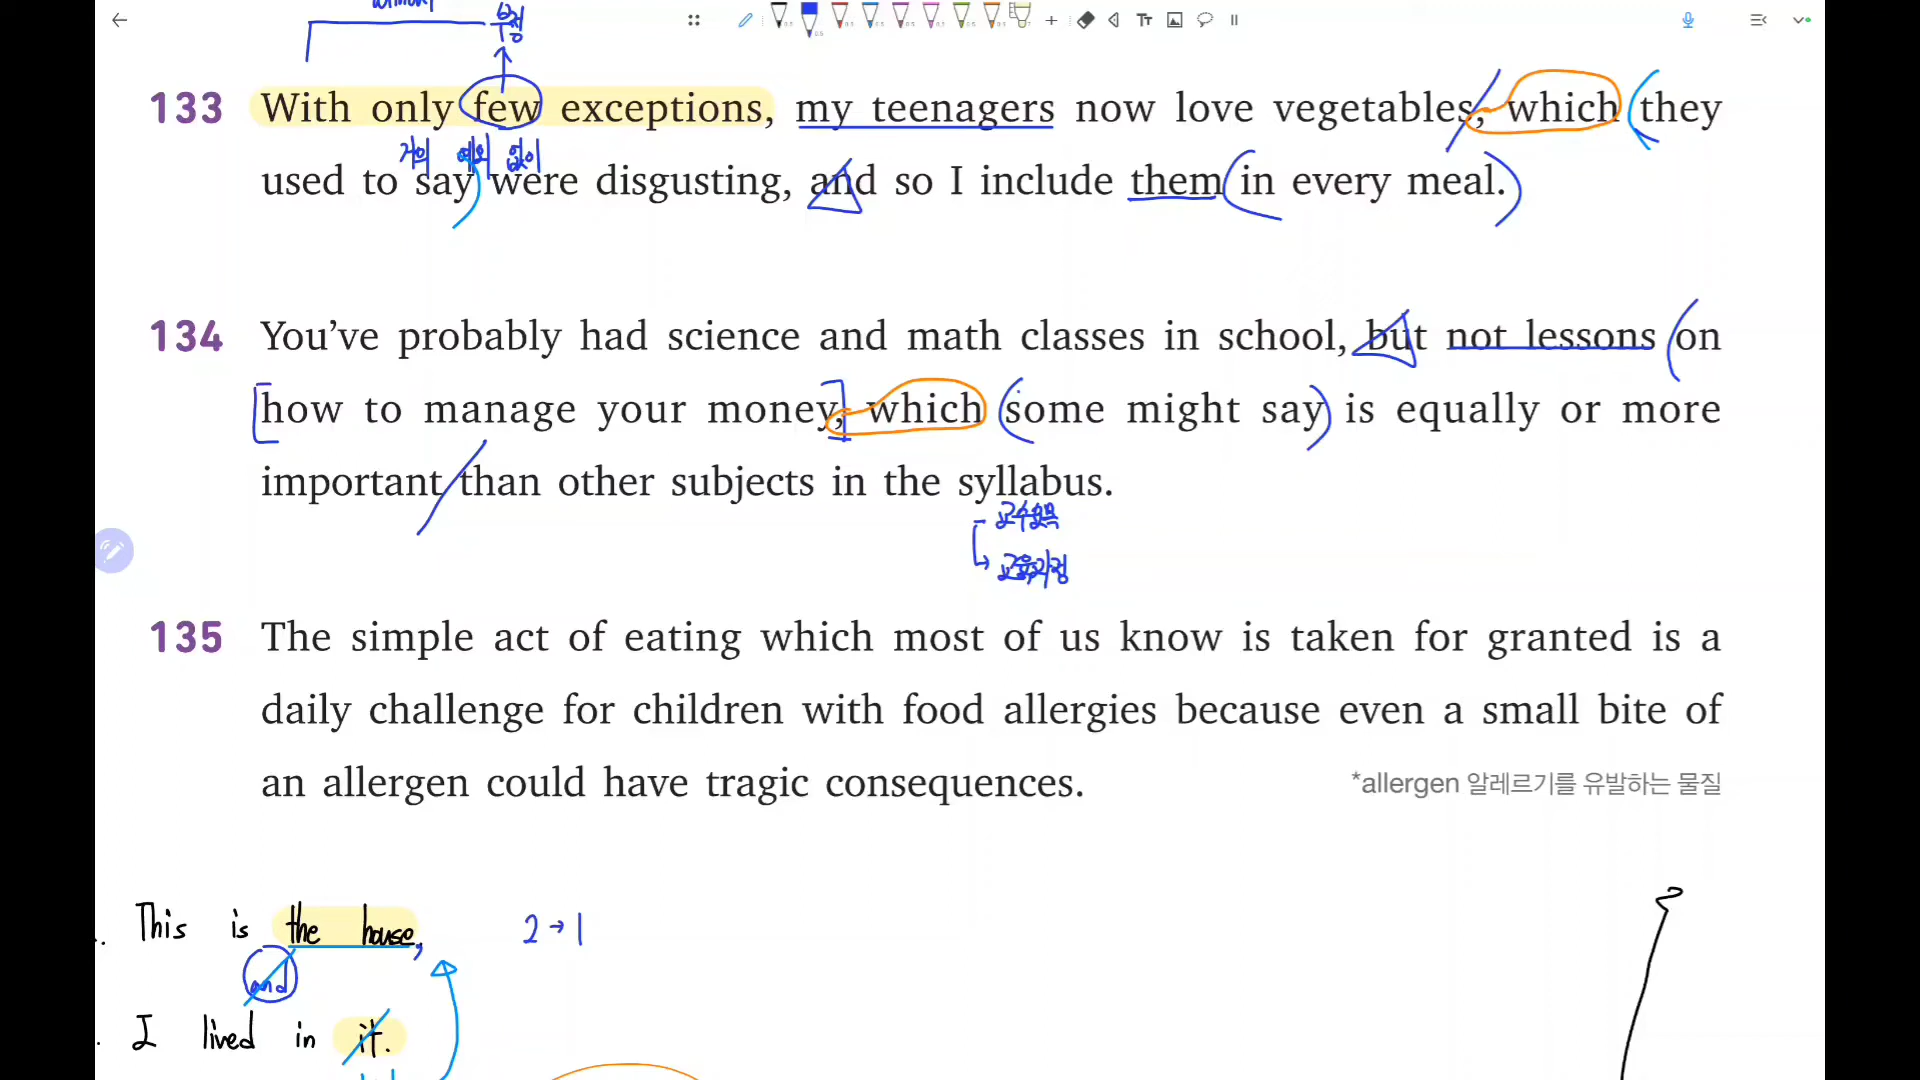 부정
133 With only few exceptions, my teenagers now love vegetables, which they
거의 예외 없이
used to say were disgusting, and so I include them in every meal.
134 You’ve probably had science and math classes in school, but not lessons on
how to manage your money, which some might say is equally or more
important than other subjects in the syllabus.
교수요목
교육과정
135 The simple act of eating which most of us know is taken for granted is a
daily challenge for children with food allergies because even a small bite of
an allergen could have tragic consequences.
*allergen 알레르기를 유발하는 물질
This is the house, 2→1
and
I lived in it.